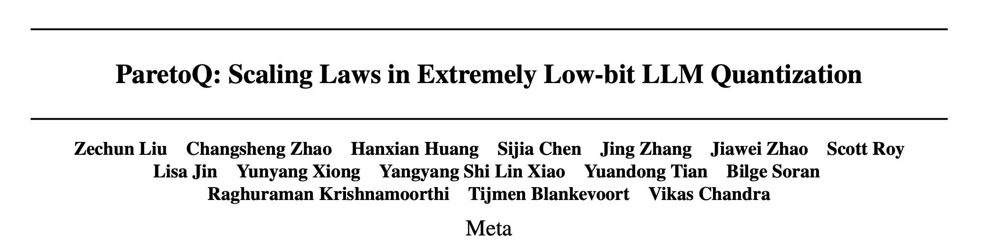 ParetoQ: Scaling Laws in Extremely Low-bit LLM Quantization
Zechun Liu Changsheng Zhao Hanxian Huang Sijia Chen Jing Zhang Jiawei Zhao Scott Roy
Lisa Jin Yunyang Xiong Yangyang Shi Lin Xiao Yuandong Tian Bilge Soran
Raghuraman Krishnamoorthi Tijmen Blankevoort Vikas Chandra
Meta